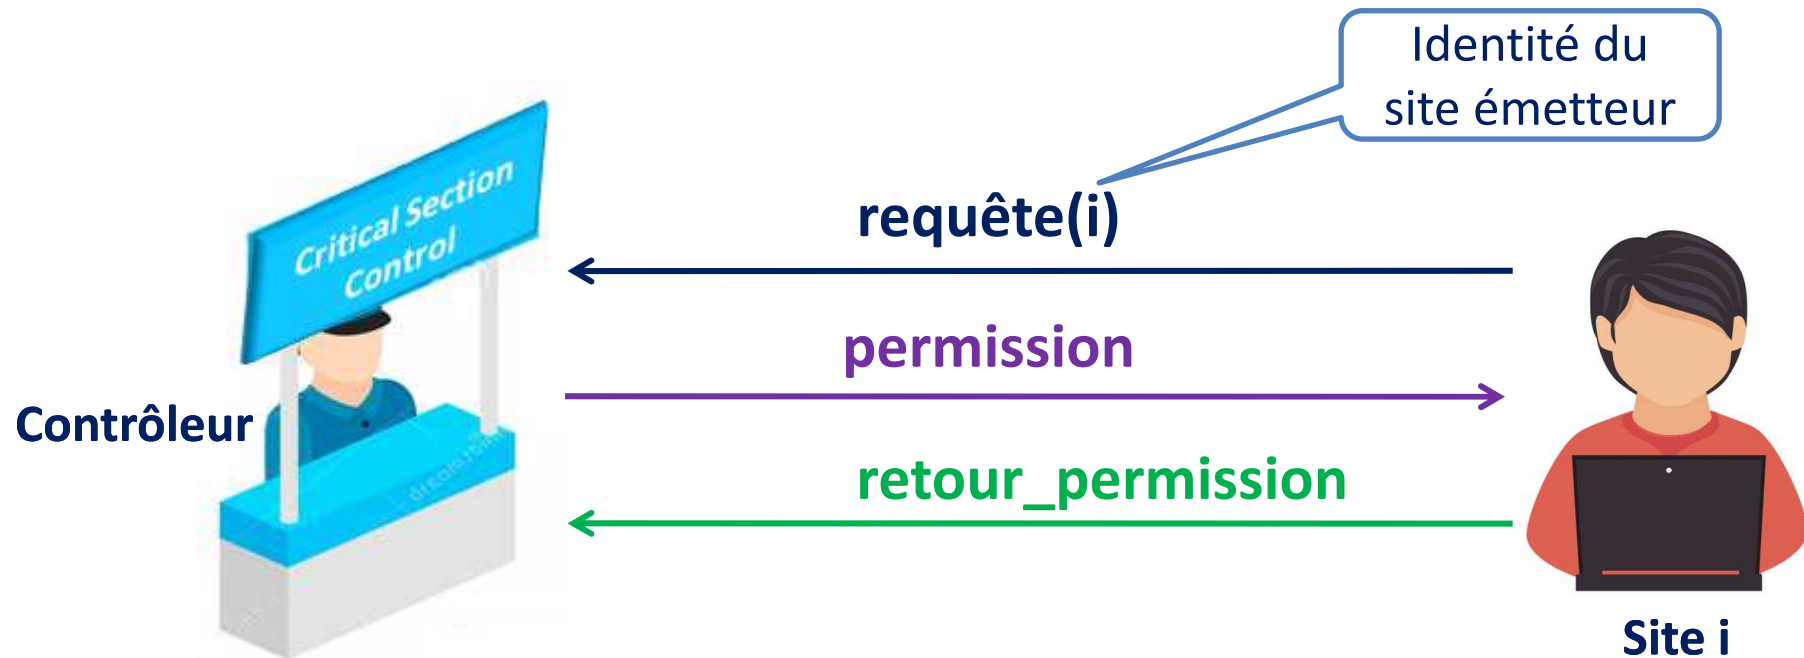 Identité du
site émetteur
Critical Section
Control
requête(i)
permission
Contrôleur
retour_permission
Site i